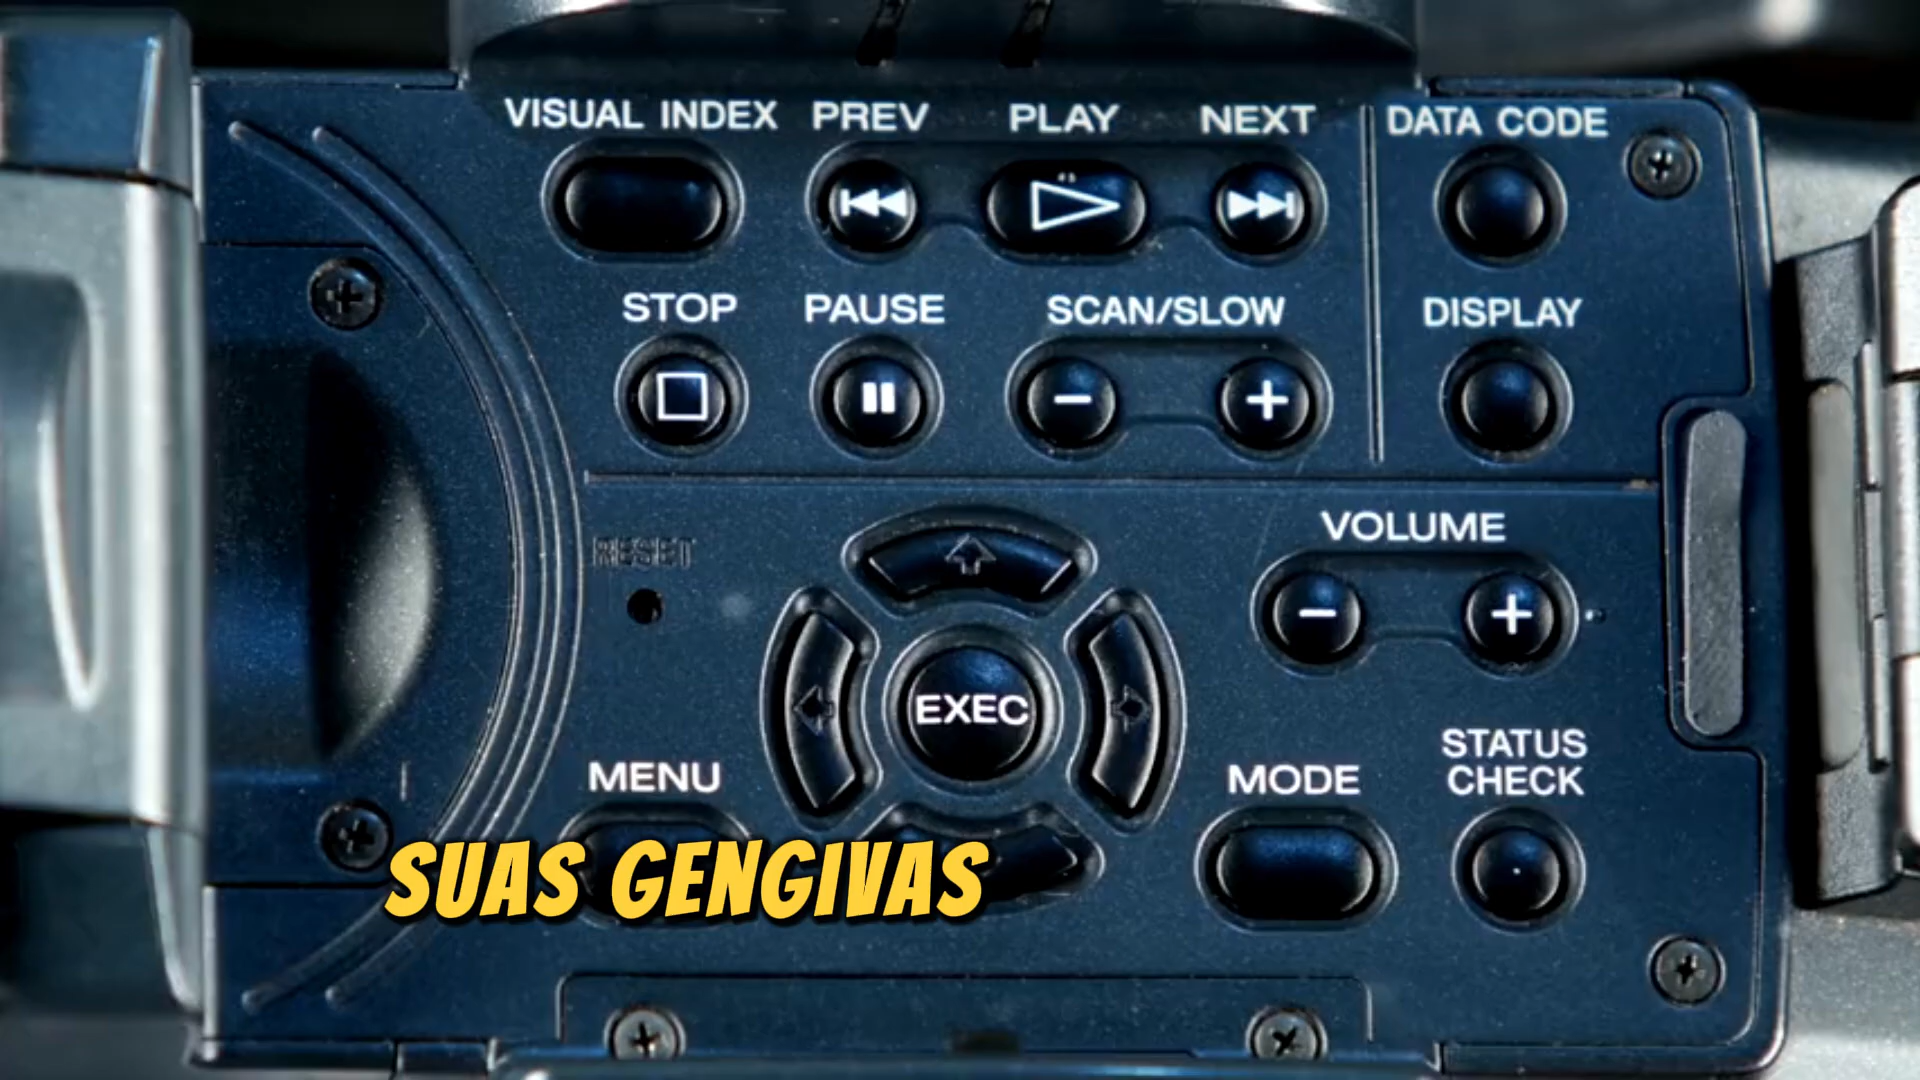 VISUAL INDEX PREV PLAY NEXT DATA CODE
STOP PAUSE SCAN/SLOW DISPLAY
RESET VOLUME
EXEC
MENU MODE STATUS
CHECK
SUAS GENGIVAS